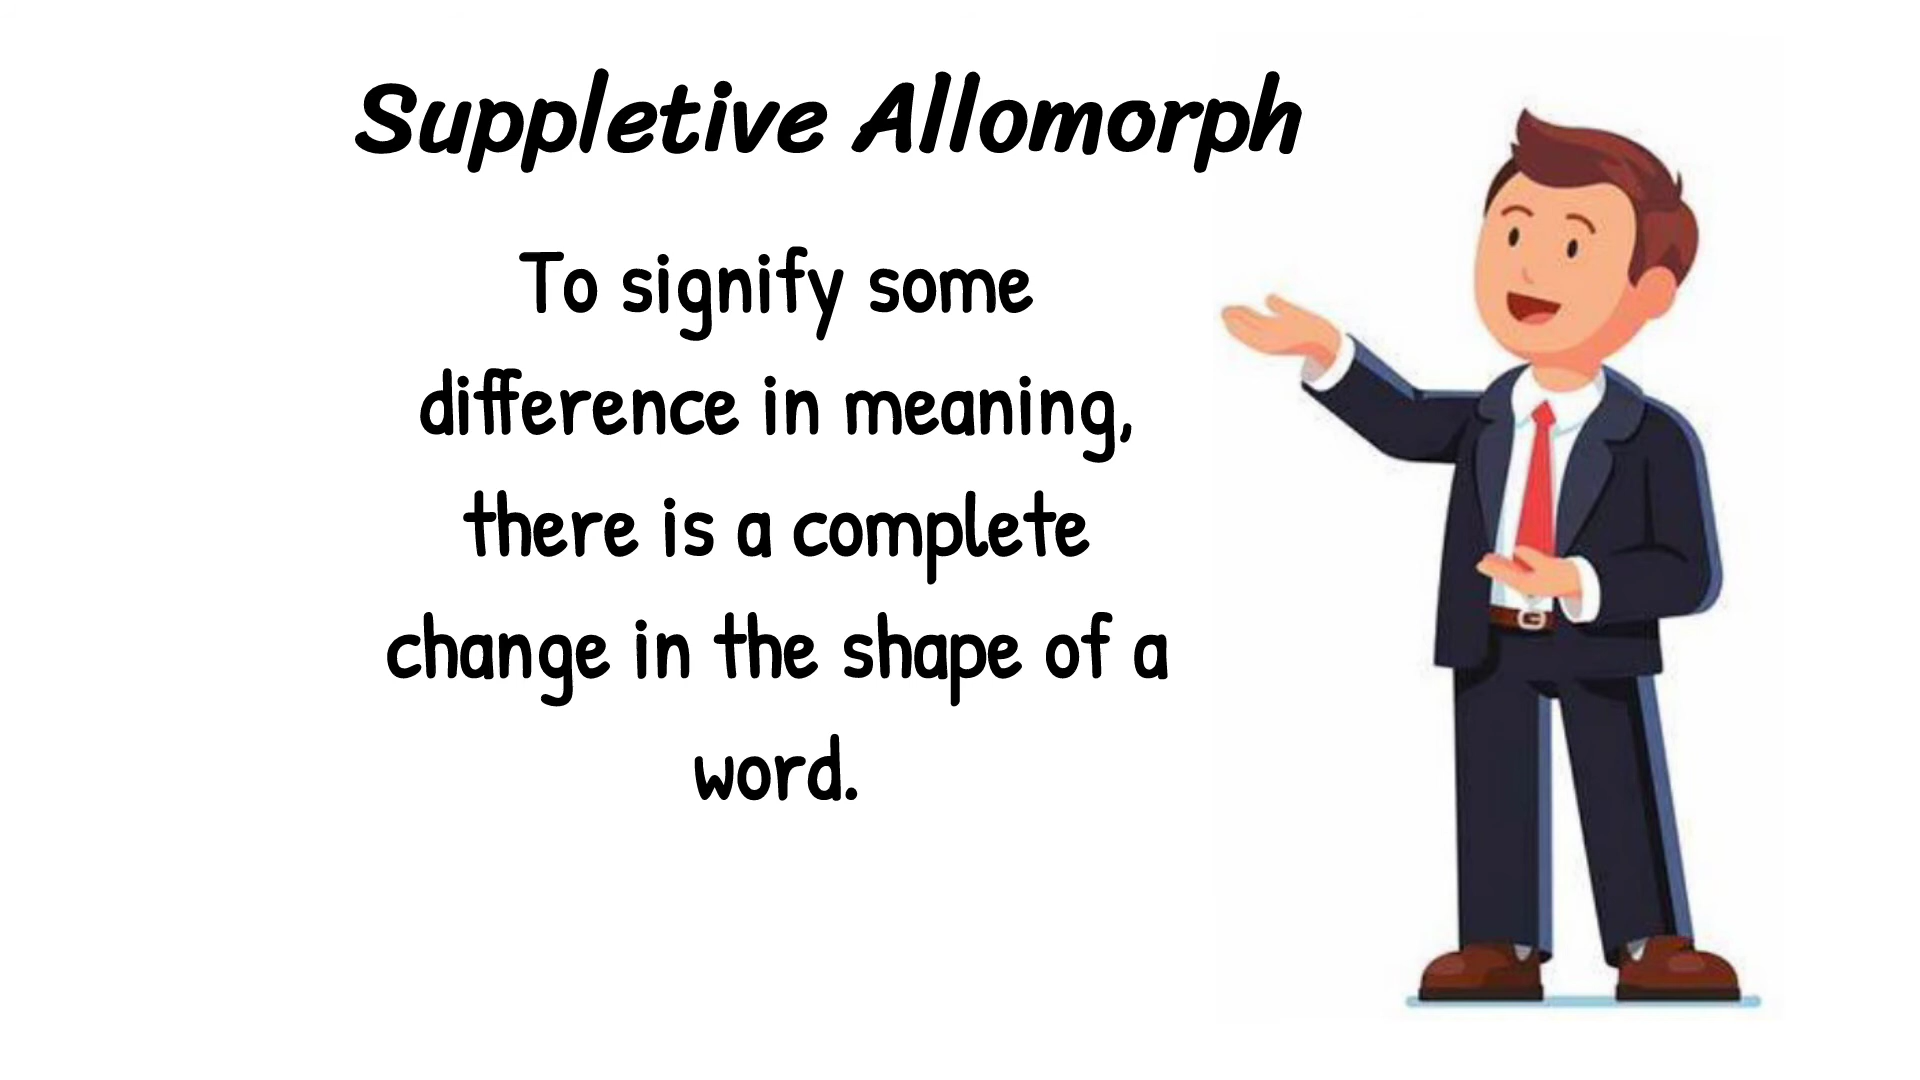 Suppletive Allomorph
To signify some
difference in meaning,
there is a complete
change in the shape of a
word.